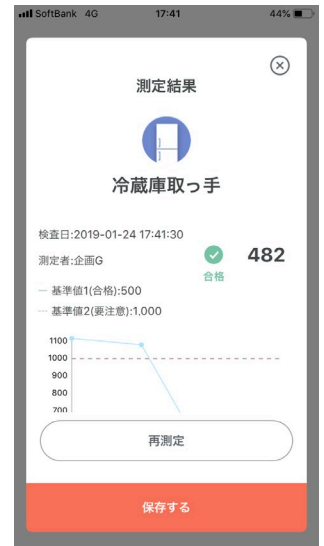 SoftBank 4G 17:41 44%
測定結果
冷蔵庫取っ手
検査日:2019-01-24 17:41:30
測定者:企画G
482
合格
基準値1(合格):500
基準値2(要注意):1,000
1100
1000
900
800
700
再測定
保存する